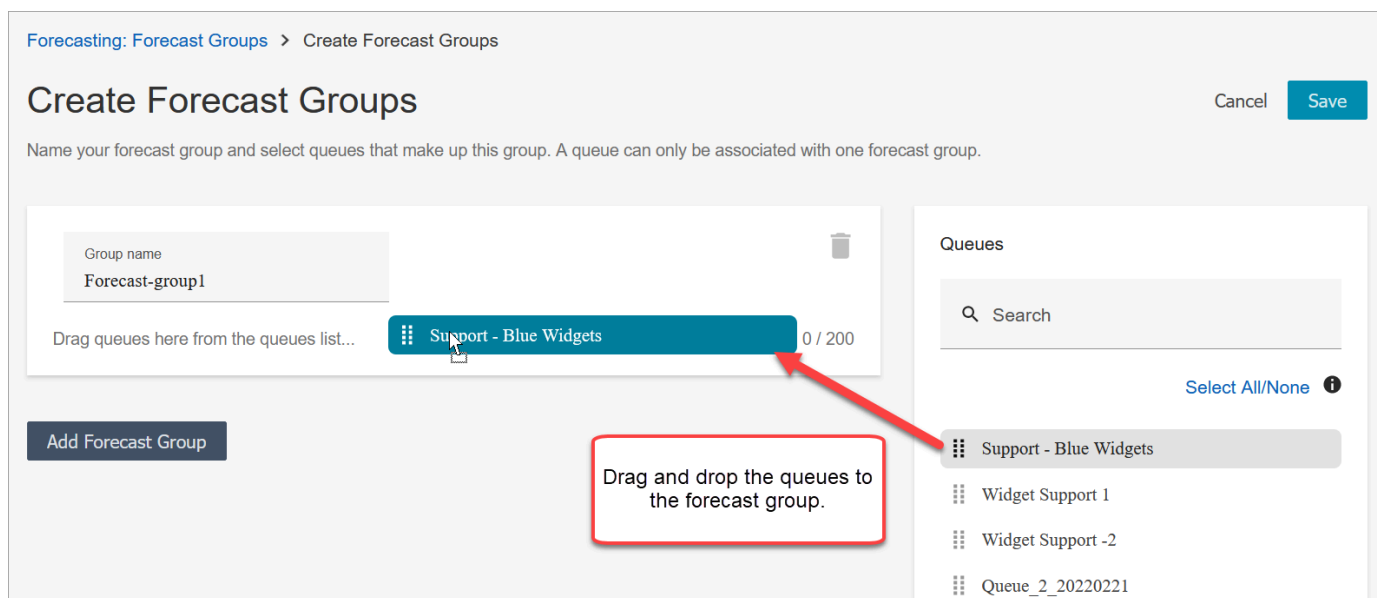 Forecasting: Forecast Groups > Create Forecast Groups
Create Forecast Groups
Cancel
Save
Name your forecast group and select queues that make up this group. A queue can only be associated with one forecast group.
Group name
Forecast-group1
Drag queues here from the queues list...
Support - Blue Widgets
0 / 200
Add Forecast Group
Drag and drop the queues to
the forecast group.
Queues
Search
Select All/None
Support - Blue Widgets
Widget Support 1
Widget Support -2
Queue_2_20220221